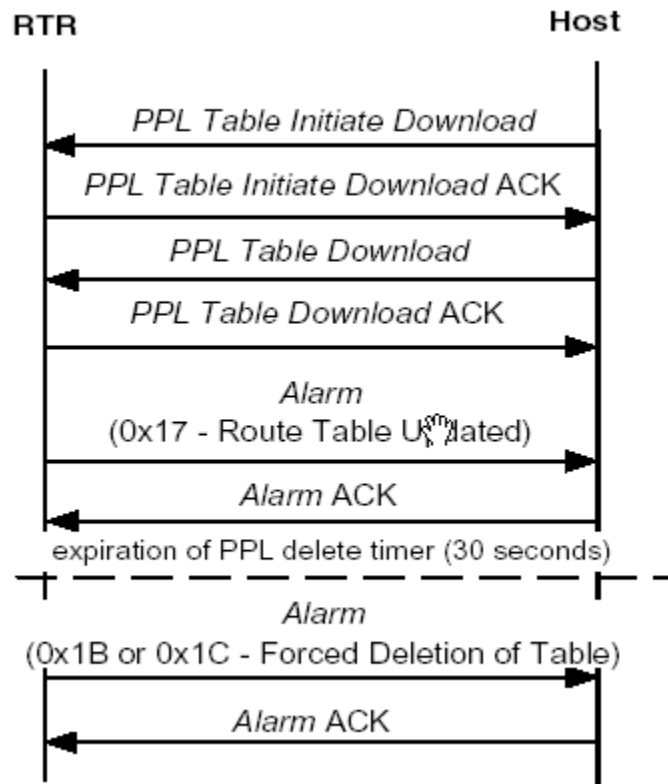 RTR Host
PPL Table Initiate Download
PPL Table Initiate Download ACK
PPL Table Download
PPL Table Download ACK
Alarm
(0x17 - Route Table Updated)
Alarm ACK
expiration of PPL delete timer (30 seconds)
Alarm
(0x1B or 0x1C - Forced Deletion of Table)
Alarm ACK